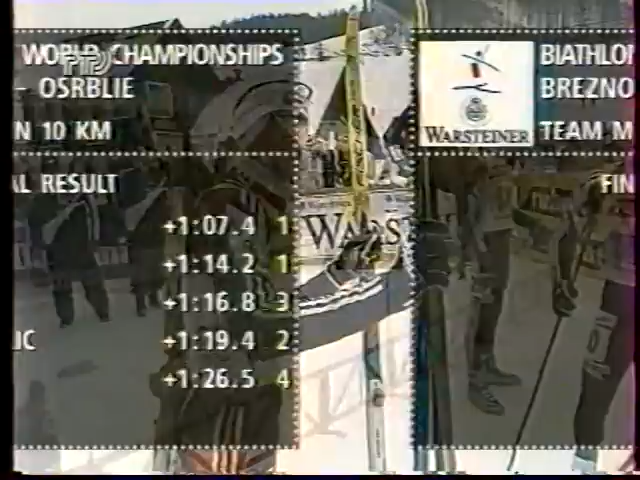 WORLD CHAMPIONSHIPS
- OSRBLIE
N 10 KM
AL RESULT
+1:07.4 1
+1:14.2 1
+1:16.8 3
IC +1:19.4 2
+1:26.5 4
WARSTEINER
BIATHLON
BREZNO
TEAM M
FIN
WARS